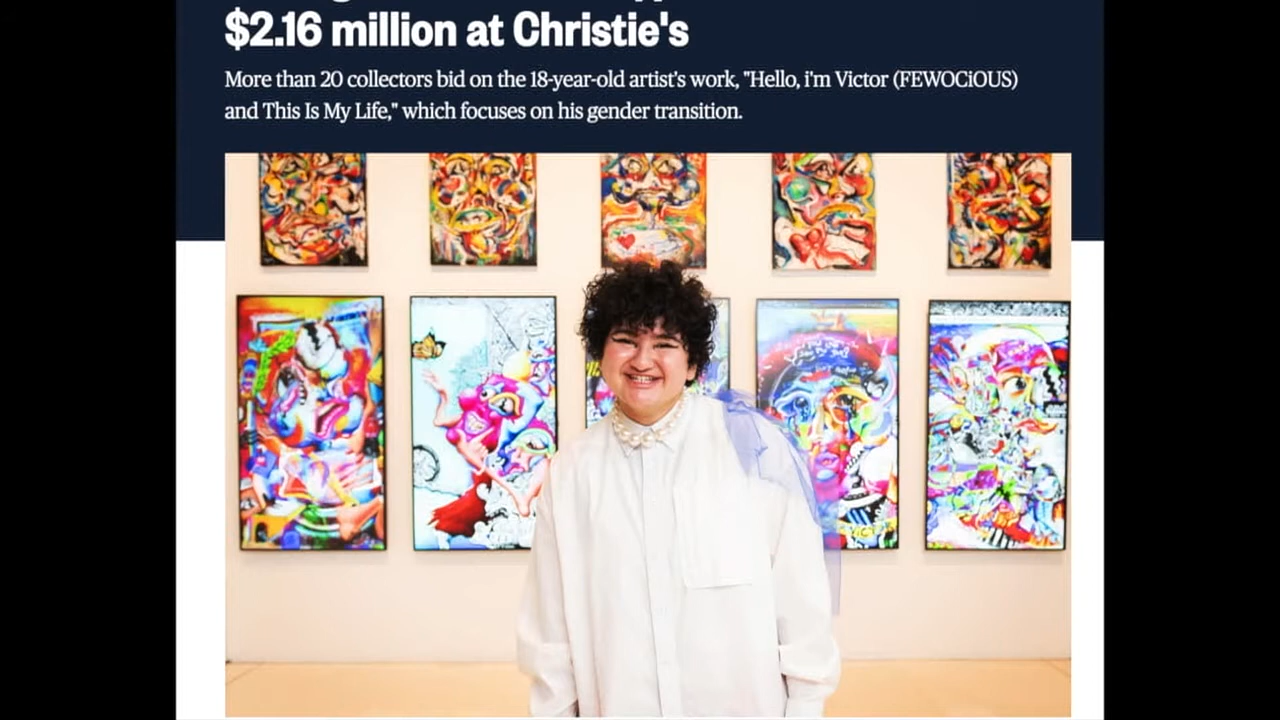 $2.16 million at Christie's
More than 20 collectors bid on the 18-year-old artist's work, "Hello, i'm Victor (FEWOCiOUS)
and This Is My Life," which focuses on his gender transition.